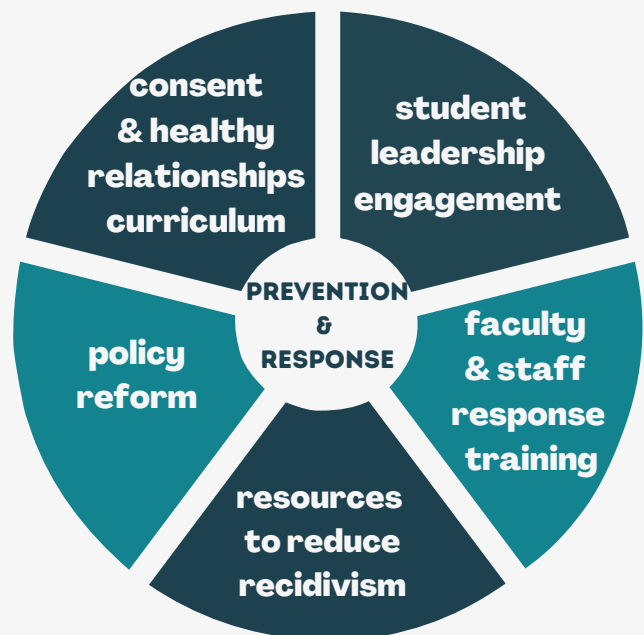 consent
& healthy
relationships
curriculum
student
leadership
engagement
PREVENTION
&
RESPONSE
policy
reform
faculty
& staff
response
training
resources
to reduce
recidivism